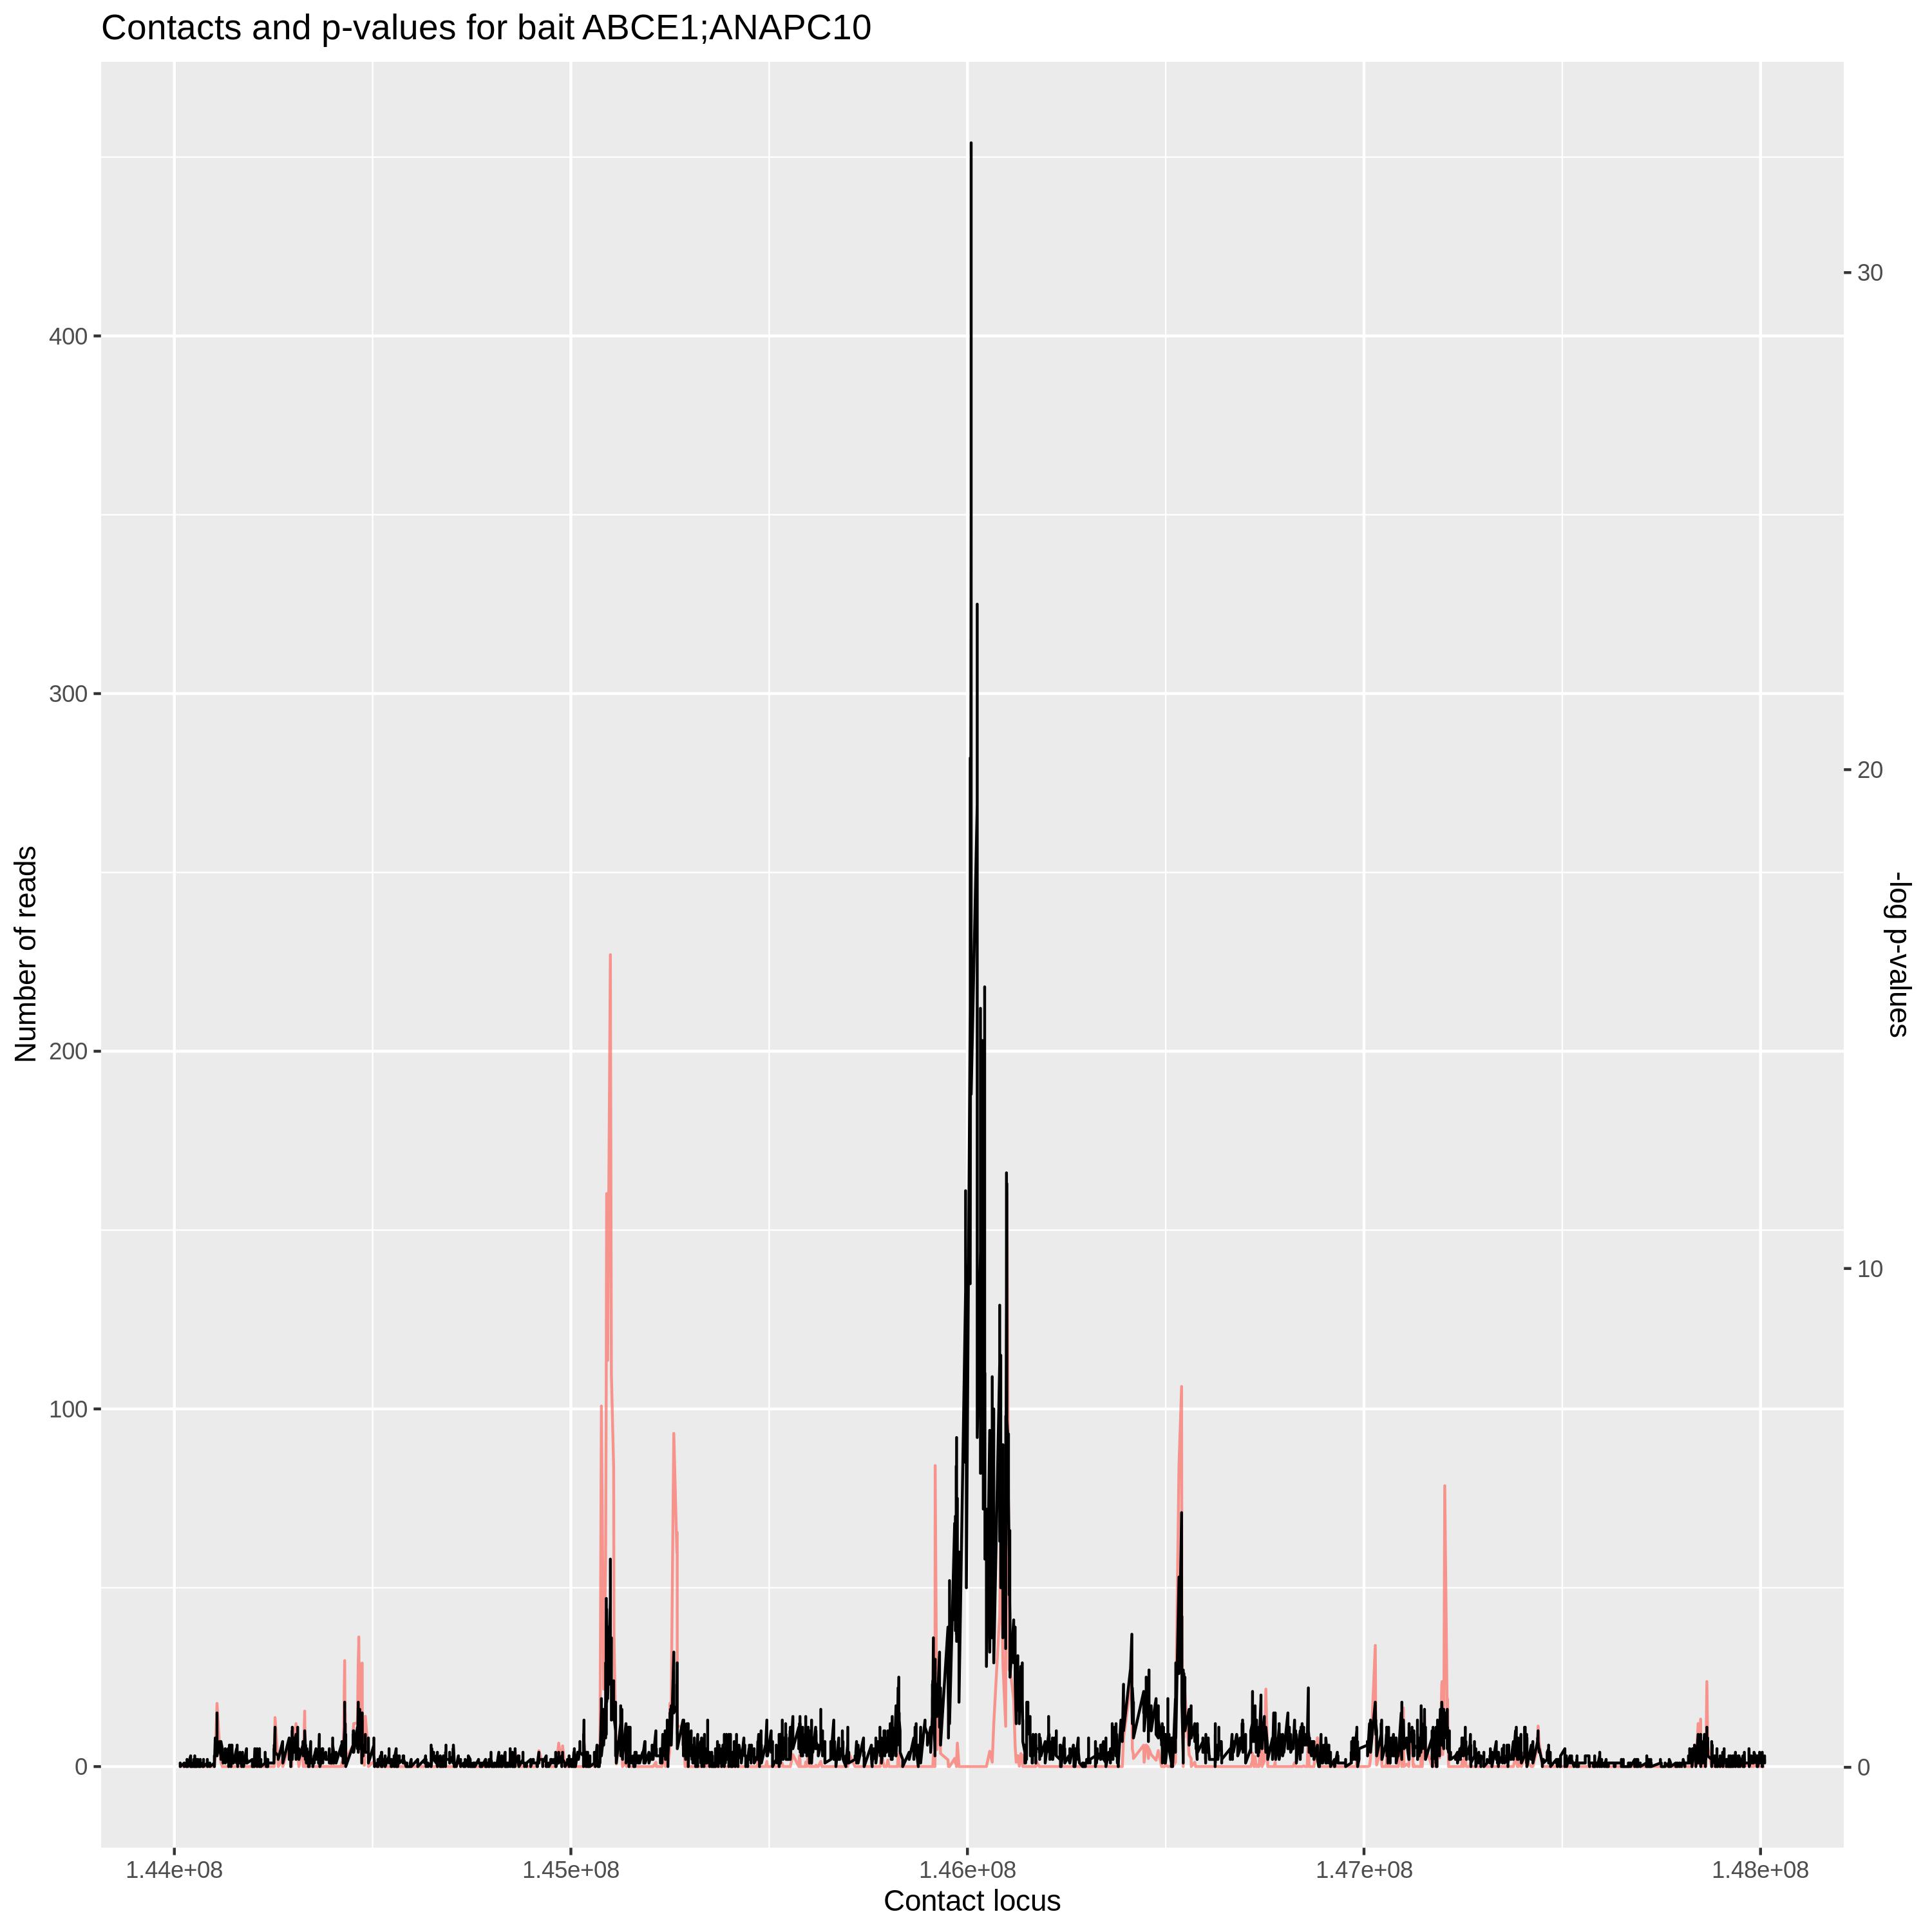 Contacts and p-values for bait ABCE1;ANAPC10
400
300
200
100
0
Number of reads
30
20
10
0
-log p-values
1.44e+08 1.45e+08 1.46e+08 1.47e+08 1.48e+08
Contact locus